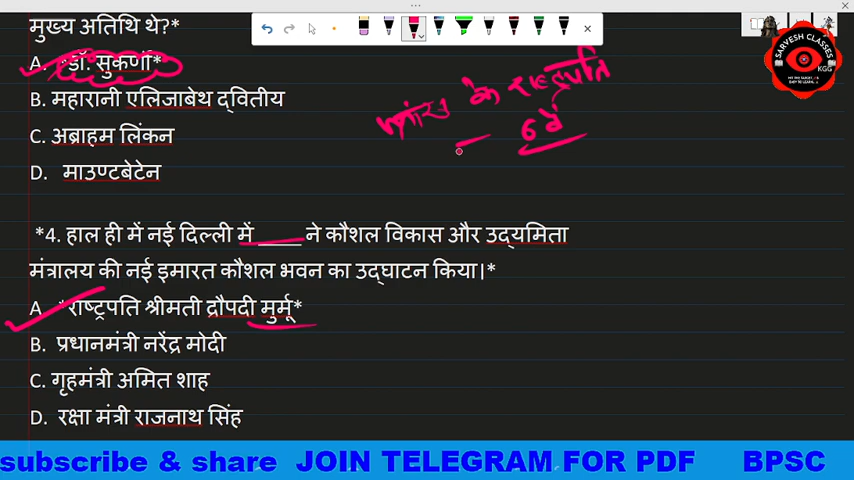 मुख्य अतिथि थे?*
A. *डॉ. सुकर्णो*
B. महारानी एलिजाबेथ द्वितीय
C. अब्राहम लिंकन
D. माउण्टबेटेन
के राष्ट्रपति
6वें
*4. हाल ही में नई दिल्ली में ____ ने कौशल विकास और उद्यमिता
मंत्रालय की नई इमारत कौशल भवन का उद्घाटन किया।*
A. *राष्ट्रपति श्रीमती द्रौपदी मुर्मू*
B. प्रधानमंत्री नरेंद्र मोदी
C. गृहमंत्री अमित शाह
D. रक्षा मंत्री राजनाथ सिंह
SARVESH CLASSES
KGG
subscribe & share JOIN TELEGRAM FOR PDF BPSC